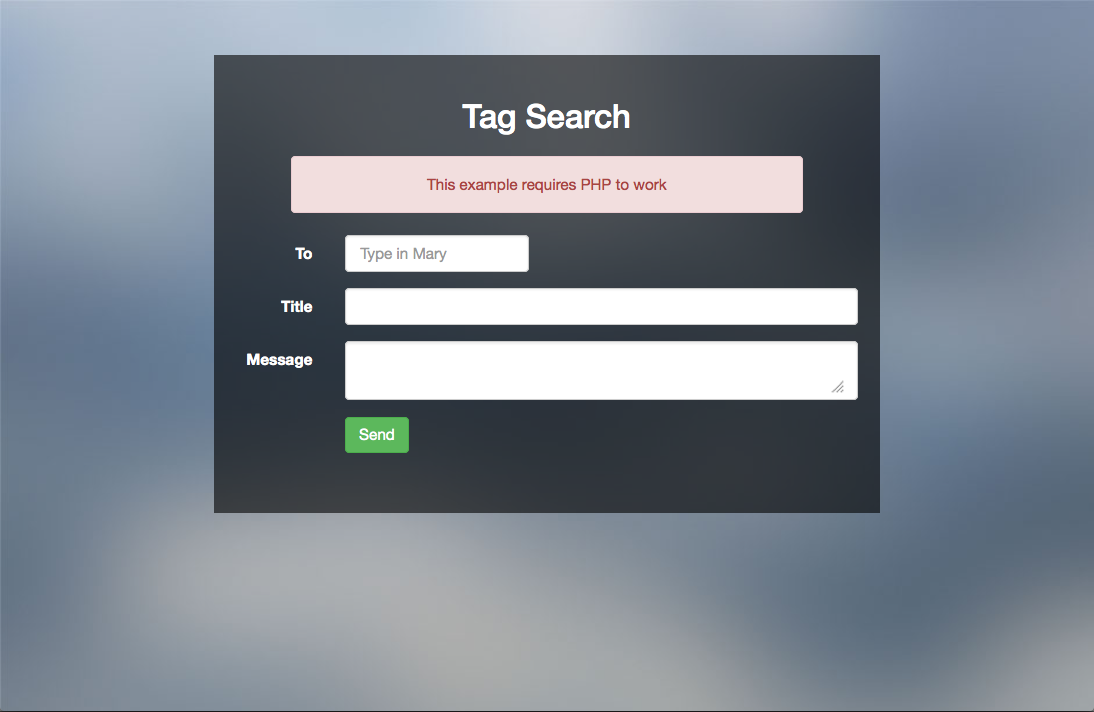 Tag Search
This example requires PHP to work
To
Type in Mary
Title
Message
Send